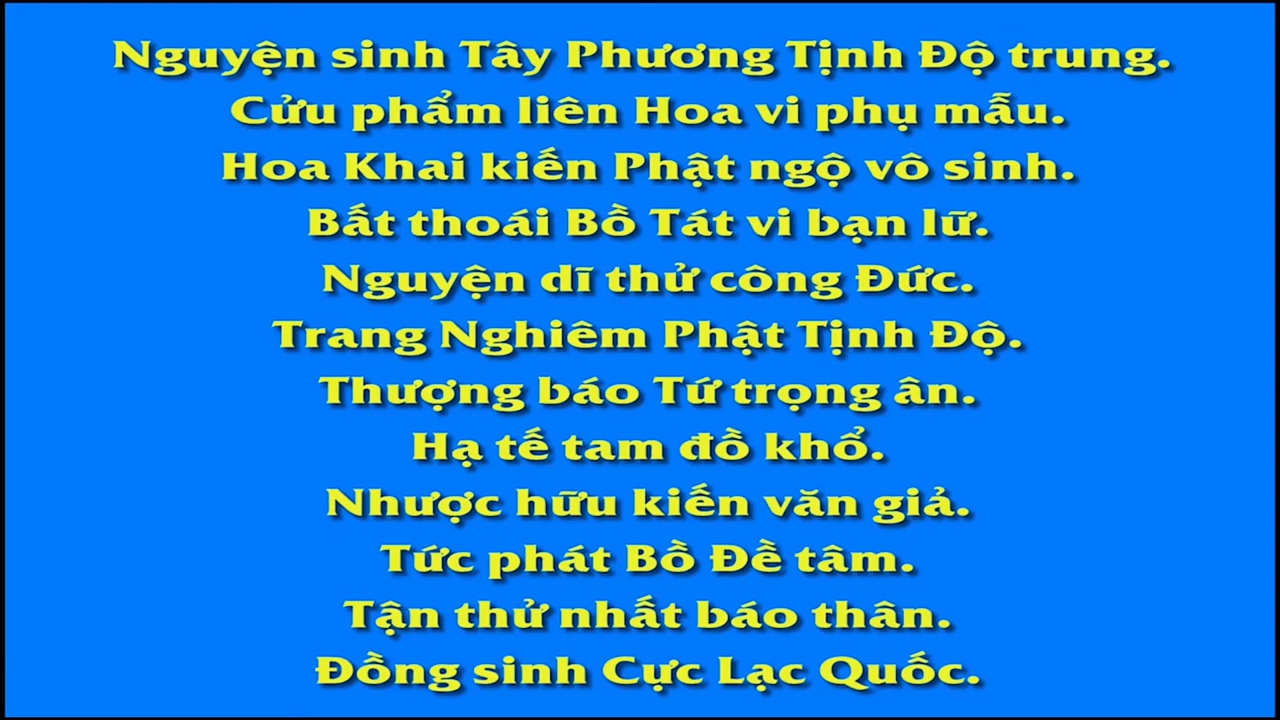 Nguyện sinh Tây Phương Tịnh Độ trung.
Cửu phẩm liên Hoa vi phụ mẫu.
Hoa Khai kiến Phật ngộ vô sinh.
Bất thoái Bồ Tát vi bạn lữ.
Nguyện dĩ thử công Đức.
Trang Nghiêm Phật Tịnh Độ.
Thượng báo Tứ trọng ân.
Hạ tế tam đồ khổ.
Nhược hữu kiến văn giả.
Tức phát Bồ Đề tâm.
Tận thử nhất báo thân.
Đồng sinh Cực Lạc Quốc.